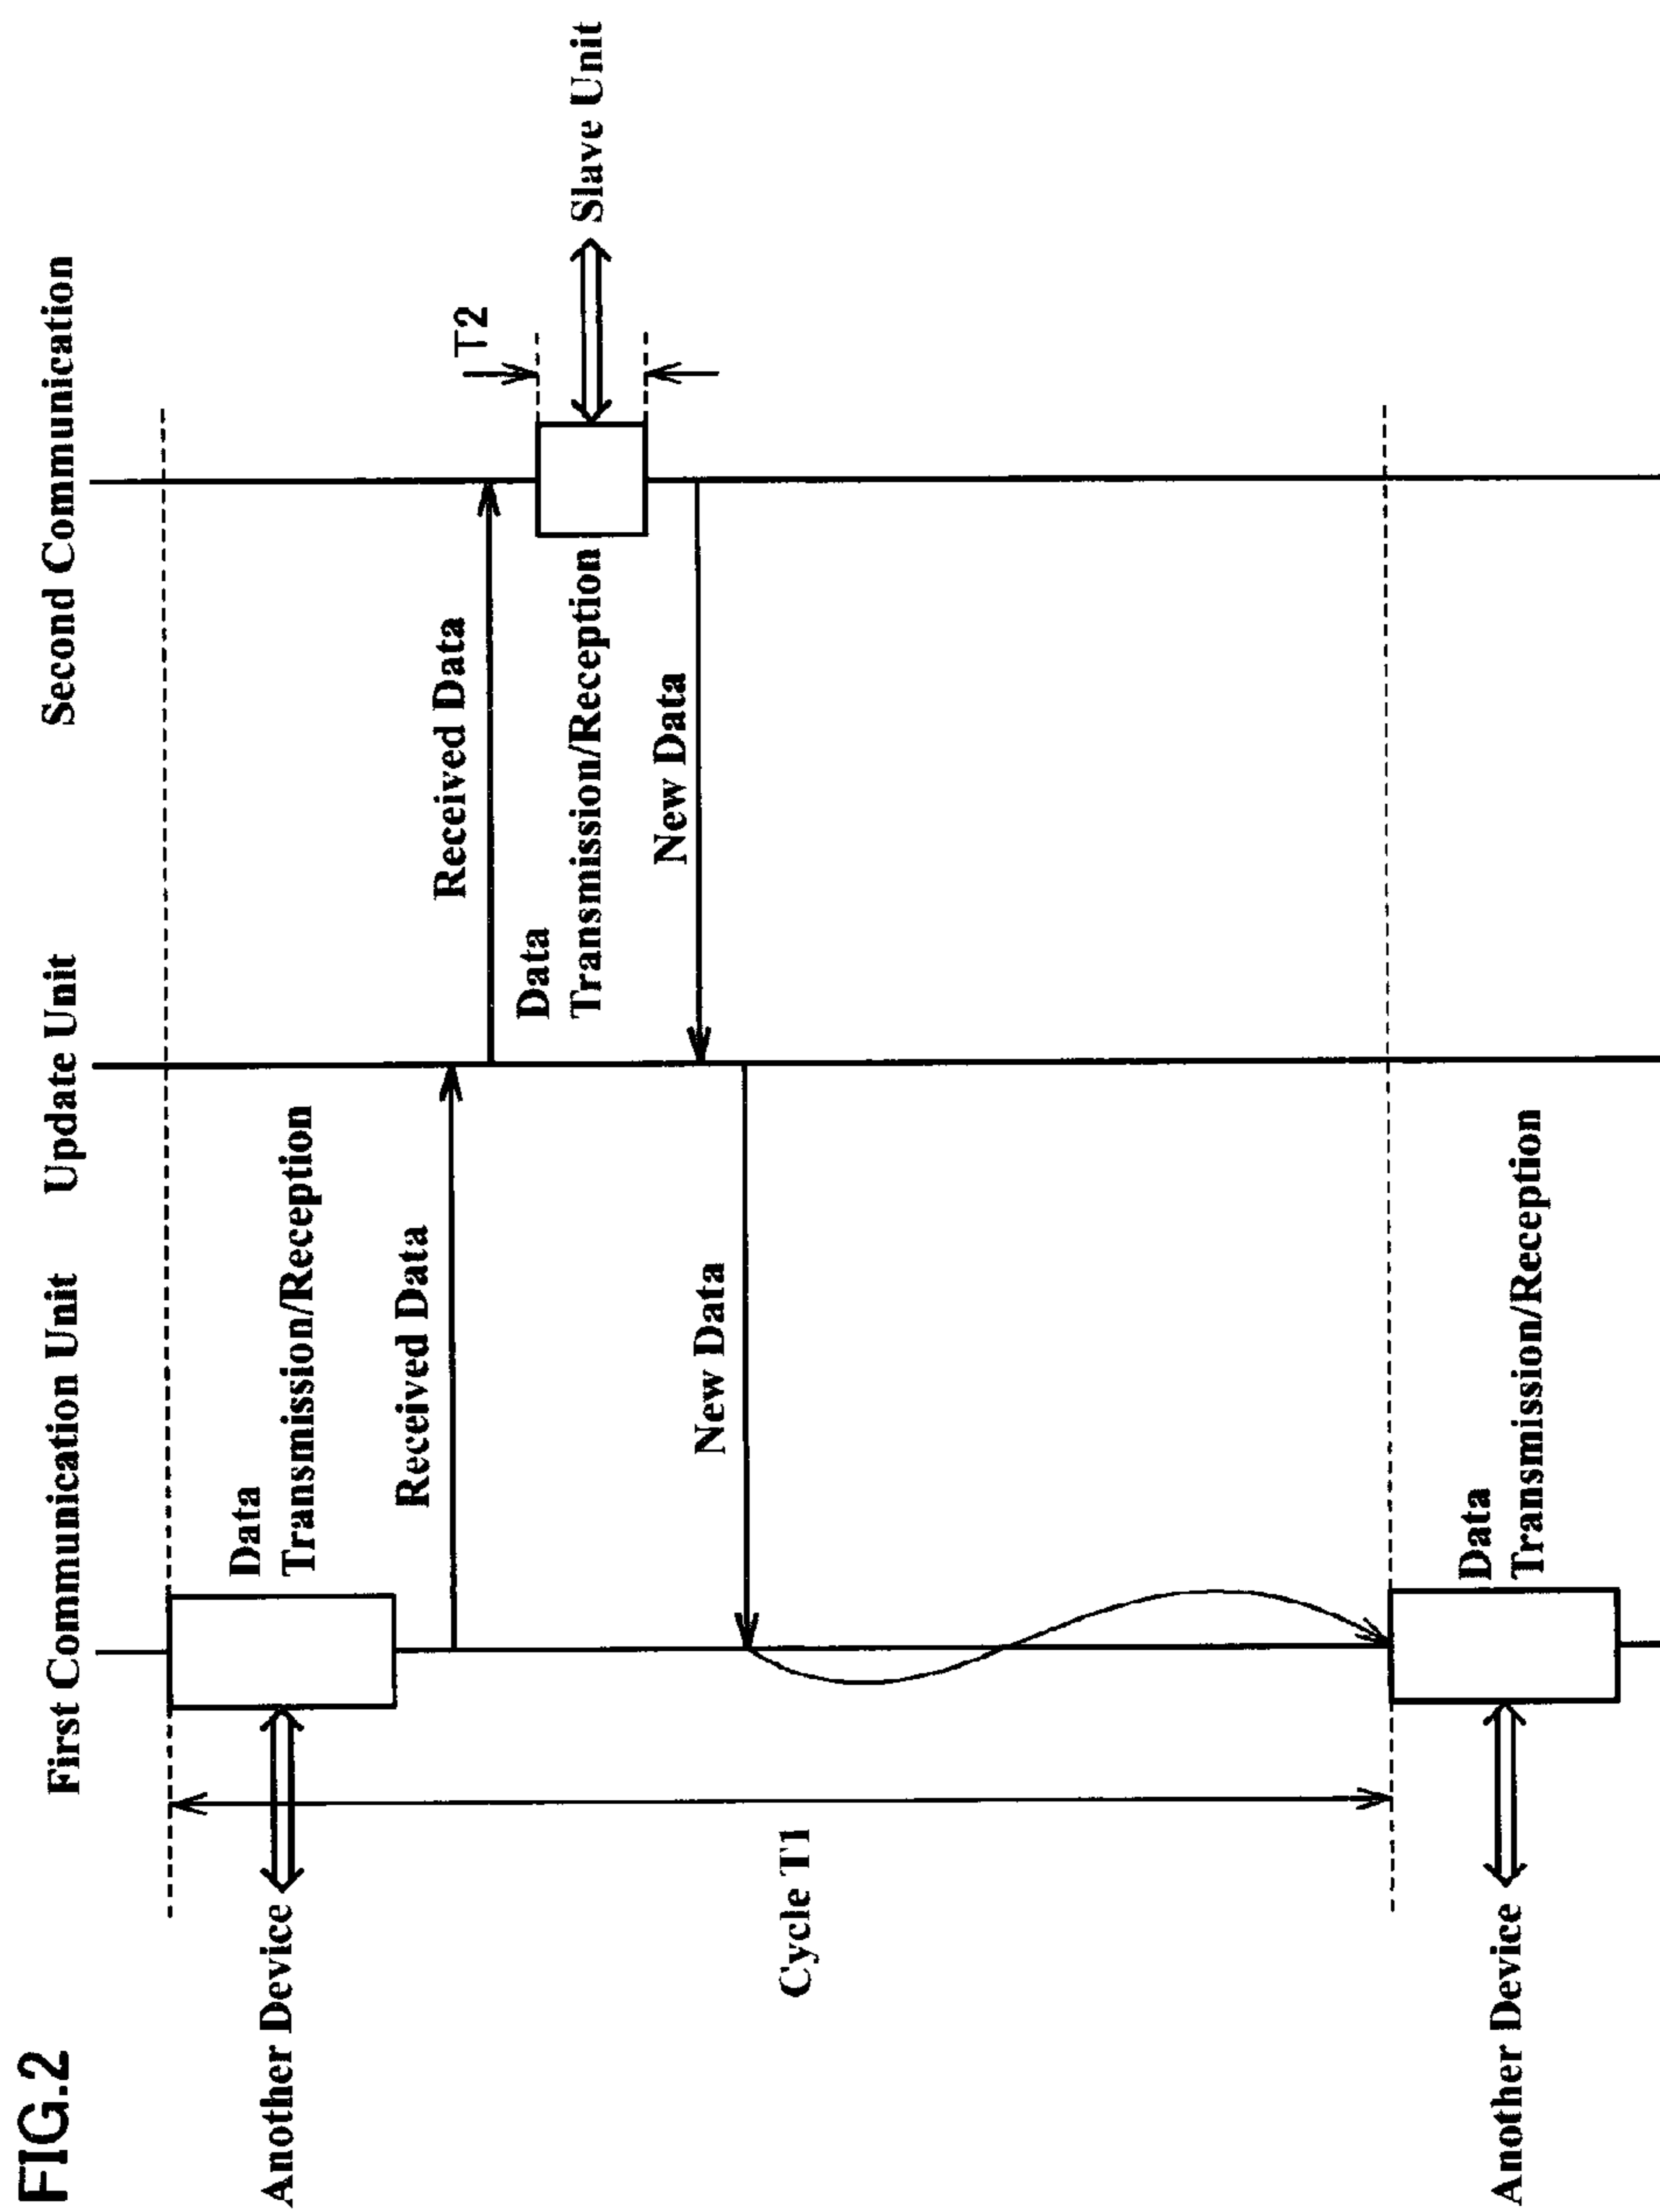 FIG.2
First Communication Unit
Update Unit
Second Communication
Another Device
Data
Transmission/Reception
Received Data
Received Data
T2
Data
Transmission/Reception
Slave Unit
New Data
New Data
Cycle T1
Another Device
Data
Transmission/Reception